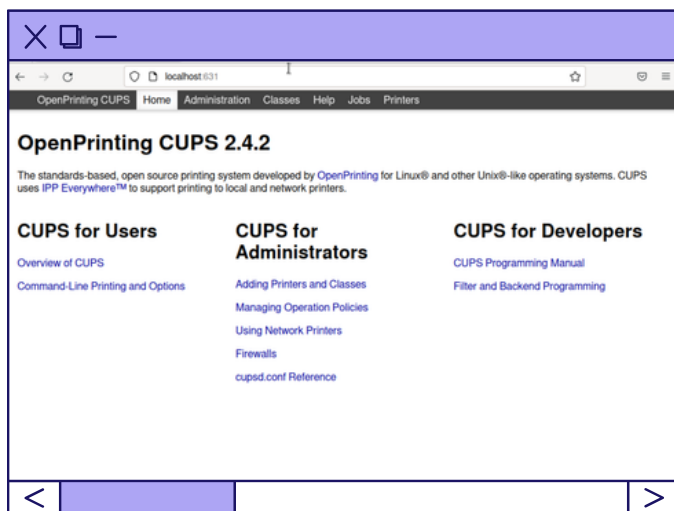 localhost:631
OpenPrinting CUPS Home Administration Classes Help Jobs Printers
OpenPrinting CUPS 2.4.2
The standards-based, open source printing system developed by OpenPrinting for Linux® and other Unix®-like operating systems. CUPS
uses IPP Everywhere™ to support printing to local and network printers.
CUPS for Users
Overview of CUPS
Command-Line Printing and Options
CUPS for
Administrators
Adding Printers and Classes
Managing Operation Policies
Using Network Printers
Firewalls
cupsd.conf Reference
CUPS for Developers
CUPS Programming Manual
Filter and Backend Programming